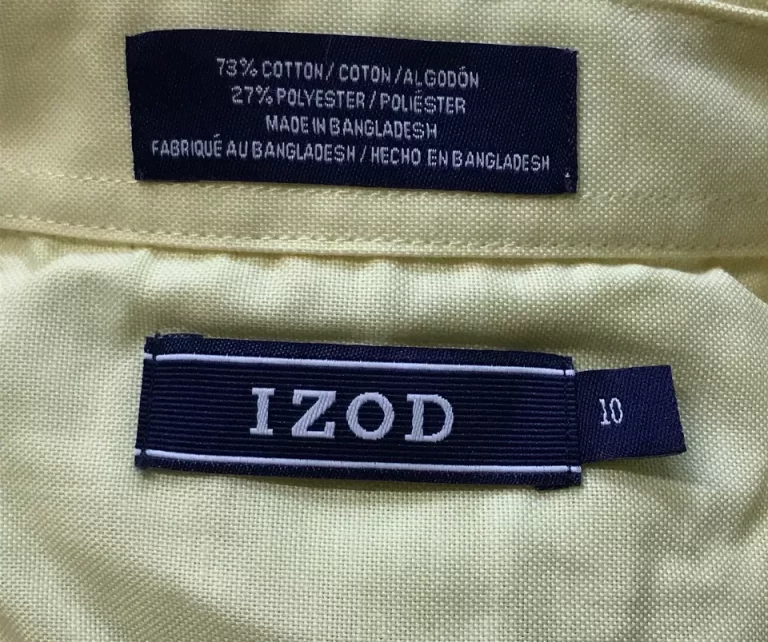 73% COTTON / COTON / ALGODÓN
27% POLYESTER / POLIÉSTER
MADE IN BANGLADESH
FABRIQUÉ AU BANGLADESH / HECHO EN BANGLADESH
IZOD
10